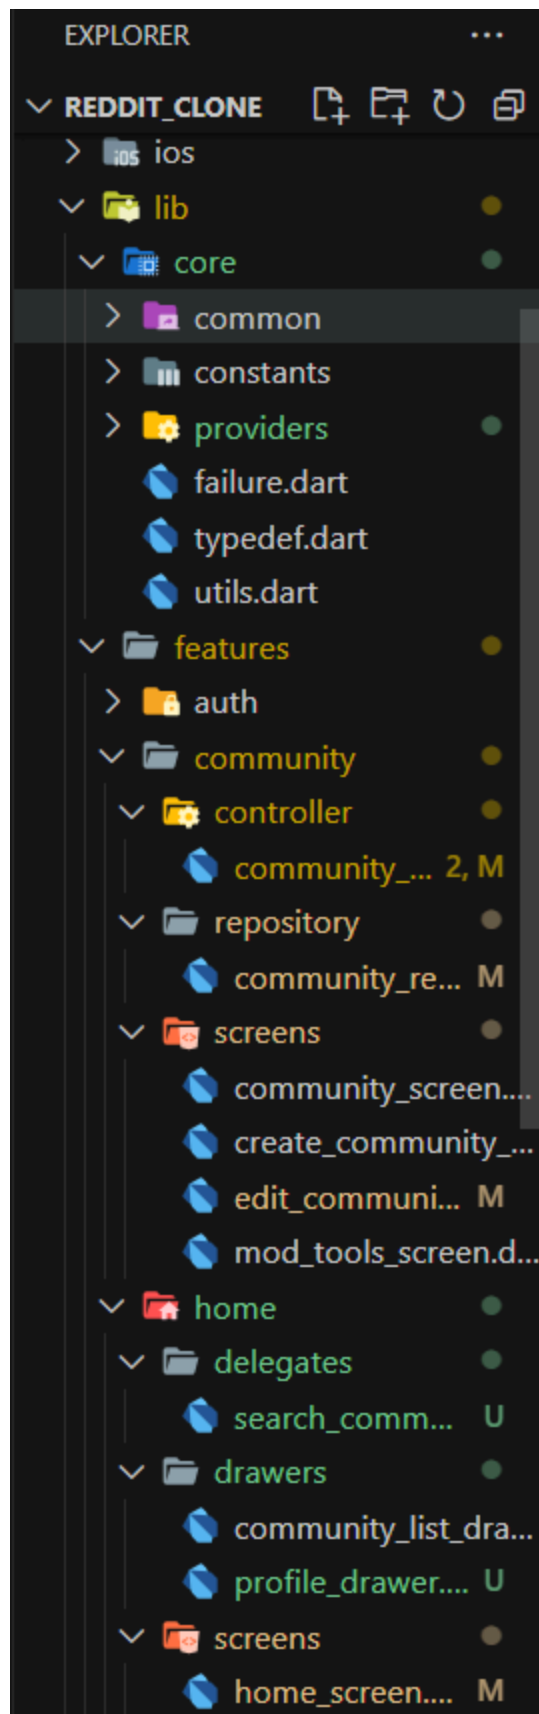 EXPLORER ...
REDDIT_CLONE
ios
lib
core
common
constants
providers
failure.dart
typedef.dart
utils.dart
features
auth
community
controller
community_... 2, M
repository
community_re... M
screens
community_screen....
create_community_...
edit_communi... M
mod_tools_screen.d...
home
delegates
search_comm... U
drawers
community_list_dra...
profile_drawer.... U
screens
home_screen.... M